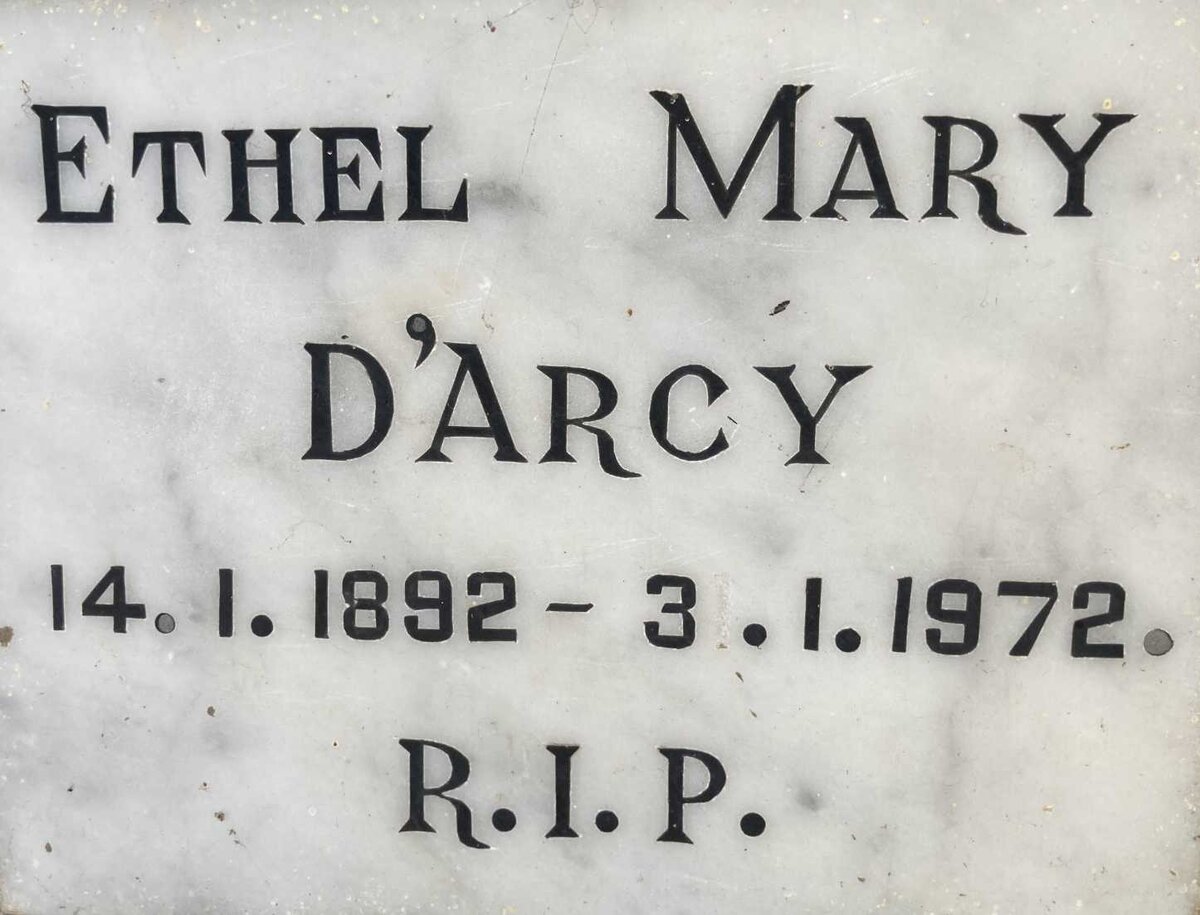 ETHEL MARY
D'ARCY
14.1.1892 - 3 .1.1972.
R.I.P.